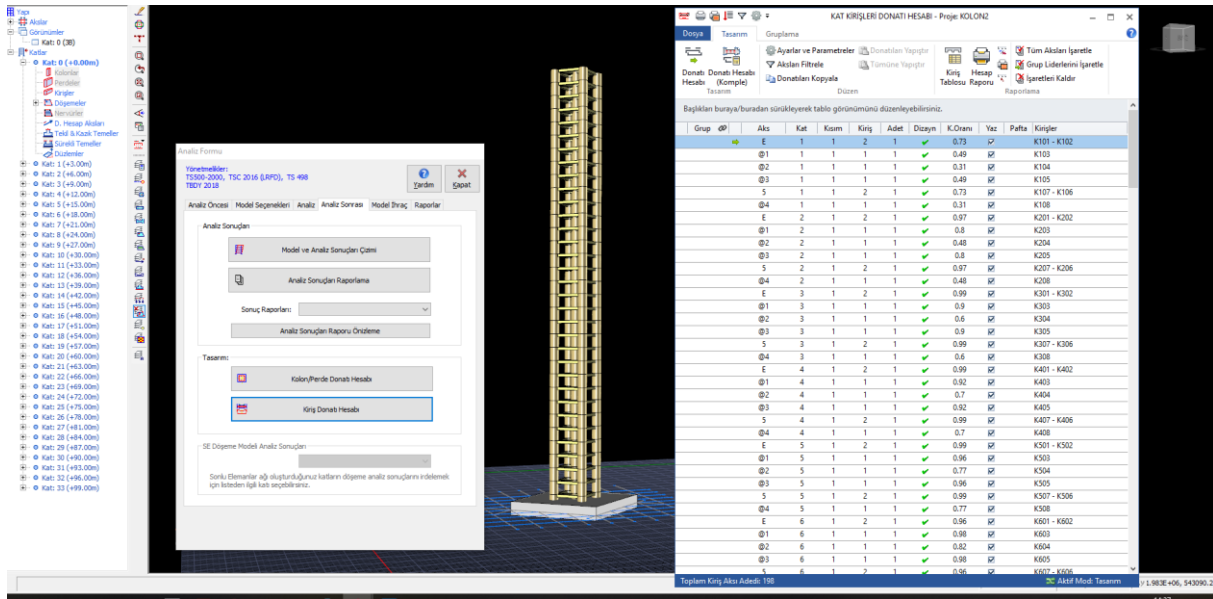 Yapı
Akslar
Görünümler
Kat: 0 (3B)
Katlar
Kat: 0 (+0.00m)
Kolonlar
Perdeler
Kirişler
Döşemeler
Nervürler
D. Hesap Aksları
Tekil & Kazık Temeller
Sürekli Temeller
Düzlemler
Kat: 1 (+3.00m)
Kat: 2 (+6.00m)
Kat: 3 (+9.00m)
Kat: 4 (+12.00m)
Kat: 5 (+15.00m)
Kat: 6 (+18.00m)
Kat: 7 (+21.00m)
Kat: 8 (+24.00m)
Kat: 9 (+27.00m)
Kat: 10 (+30.00m)
Kat: 11 (+33.00m)
Kat: 12 (+36.00m)
Kat: 13 (+39.00m)
Kat: 14 (+42.00m)
Kat: 15 (+45.00m)
Kat: 16 (+48.00m)
Kat: 17 (+51.00m)
Kat: 18 (+54.00m)
Kat: 19 (+57.00m)
Kat: 20 (+60.00m)
Kat: 21 (+63.00m)
Kat: 22 (+66.00m)
Kat: 23 (+69.00m)
Kat: 24 (+72.00m)
Kat: 25 (+75.00m)
Kat: 26 (+78.00m)
Kat: 27 (+81.00m)
Kat: 28 (+84.00m)
Kat: 29 (+87.00m)
Kat: 30 (+90.00m)
Kat: 31 (+93.00m)
Kat: 32 (+96.00m)
Kat: 33 (+99.00m)
Analiz Formu
Yönetmelikler:
TS500-2000, TSC 2016 (LRFD), TS 498
TBDY 2018
Yardım Kapat
Analiz Öncesi Model Seçenekleri Analiz Analiz Sonrası Model İhraç Raporlar
Analiz Sonuçları
Model ve Analiz Sonuçları Çizimi
Analiz Sonuçları Raporlama
Sonuç Raporları:
Analiz Sonuçları Raporu Önizleme
Tasarım:
Kolon/Perde Donatı Hesabı
Kiriş Donatı Hesabı
SE Döşeme Modeli Analiz Sonuçları
Sonlu Elemanlar ağı oluşturduğunuz katların döşeme analiz sonuçlarını irdelemek
için listeden ilgili katı seçebilirsiniz.
KAT KİRİŞLERİ DONATI HESABI - Proje: KOLON2
Dosya Tasarım Gruplama
Donatı Hesabı
Donatı Hesabı (Komple)
Tasarım
Ayarlar ve Parametreler Donatıları Yapıştır
Aksları Filtrele Tümüne Yapıştır
Donatıları Kopyala
Düzen
Kiriş Tablosu
Hesap Raporu
Tüm Aksları İşaretle
Grup Liderlerini İşaretle
İşaretleri Kaldır
Raporlama
Başlıkları buraya/buradan sürükleyerek tablo görünümünü düzenleyebilirsiniz.
Grup Aks Kat Kısım Kiriş Adet Dizayn K.Oranı Yaz Pafta Kirişler
E 1 1 2 1 0.73 K101 - K102
@1 1 1 1 1 0.49 K103
@2 1 1 1 1 0.31 K104
@3 1 1 1 1 0.49 K105
5 1 1 2 1 0.73 K107 - K106
@4 1 1 1 1 0.31 K108
E 2 1 2 1 0.97 K201 - K202
@1 2 1 1 1 0.8 K203
@2 2 1 1 1 0.48 K204
@3 2 1 1 1 0.8 K205
5 2 1 2 1 0.97 K207 - K206
@4 2 1 1 1 0.48 K208
E 3 1 2 1 0.99 K301 - K302
@1 3 1 1 1 0.9 K303
@2 3 1 1 1 0.6 K304
@3 3 1 1 1 0.9 K305
5 3 1 2 1 0.99 K307 - K306
@4 3 1 1 1 0.6 K308
E 4 1 2 1 0.99 K401 - K402
@1 4 1 1 1 0.92 K403
@2 4 1 1 1 0.7 K404
@3 4 1 1 1 0.92 K405
5 4 1 2 1 0.99 K407 - K406
@4 4 1 1 1 0.7 K408
E 5 1 2 1 0.99 K501 - K502
@1 5 1 1 1 0.96 K503
@2 5 1 1 1 0.77 K504
@3 5 1 1 1 0.96 K505
5 5 1 2 1 0.99 K507 - K506
@4 5 1 1 1 0.77 K508
E 6 1 2 1 0.96 K601 - K602
@1 6 1 1 1 0.98 K603
@2 6 1 1 1 0.82 K604
@3 6 1 1 1 0.98 K605
5 6 1 2 1 0.96 K607 - K606
Toplam Kiriş Aksı Adedi: 198
Aktif Mod: Tasarım
1.983E+06, 543090.2